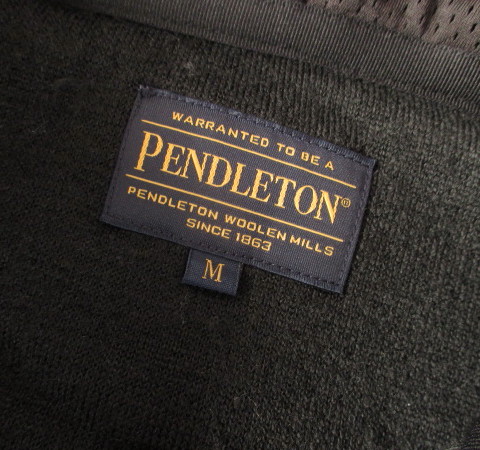 WARRANTED TO BE A
PENDLETON®
PENDLETON WOOLEN MILLS
SINCE 1863
M